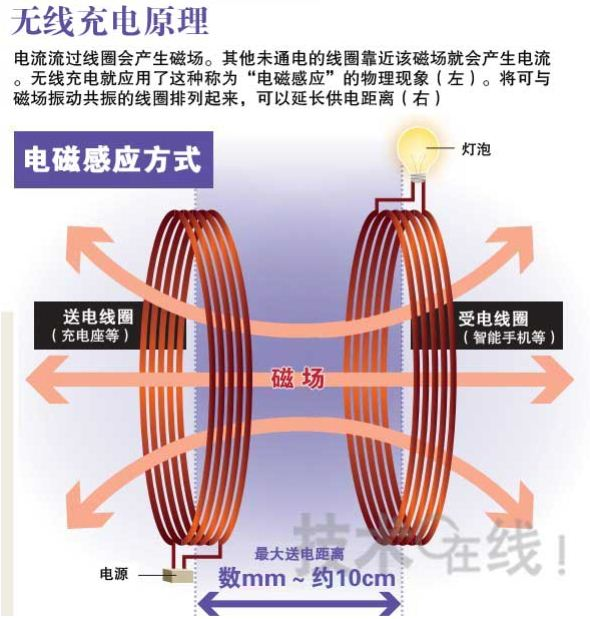 无线充电原理
电流流过线圈会产生磁场。其他未通电的线圈靠近该磁场就会产生电流
。无线充电就应用了这种称为“电磁感应”的物理现象（左）。将可与
磁场振动共振的线圈排列起来，可以延长供电距离（右）
电磁感应方式
灯泡
送电线圈
（充电座等）
受电线圈
（智能手机等）
磁场
技术在线！
最大送电距离
电源
数mm ~ 约10cm